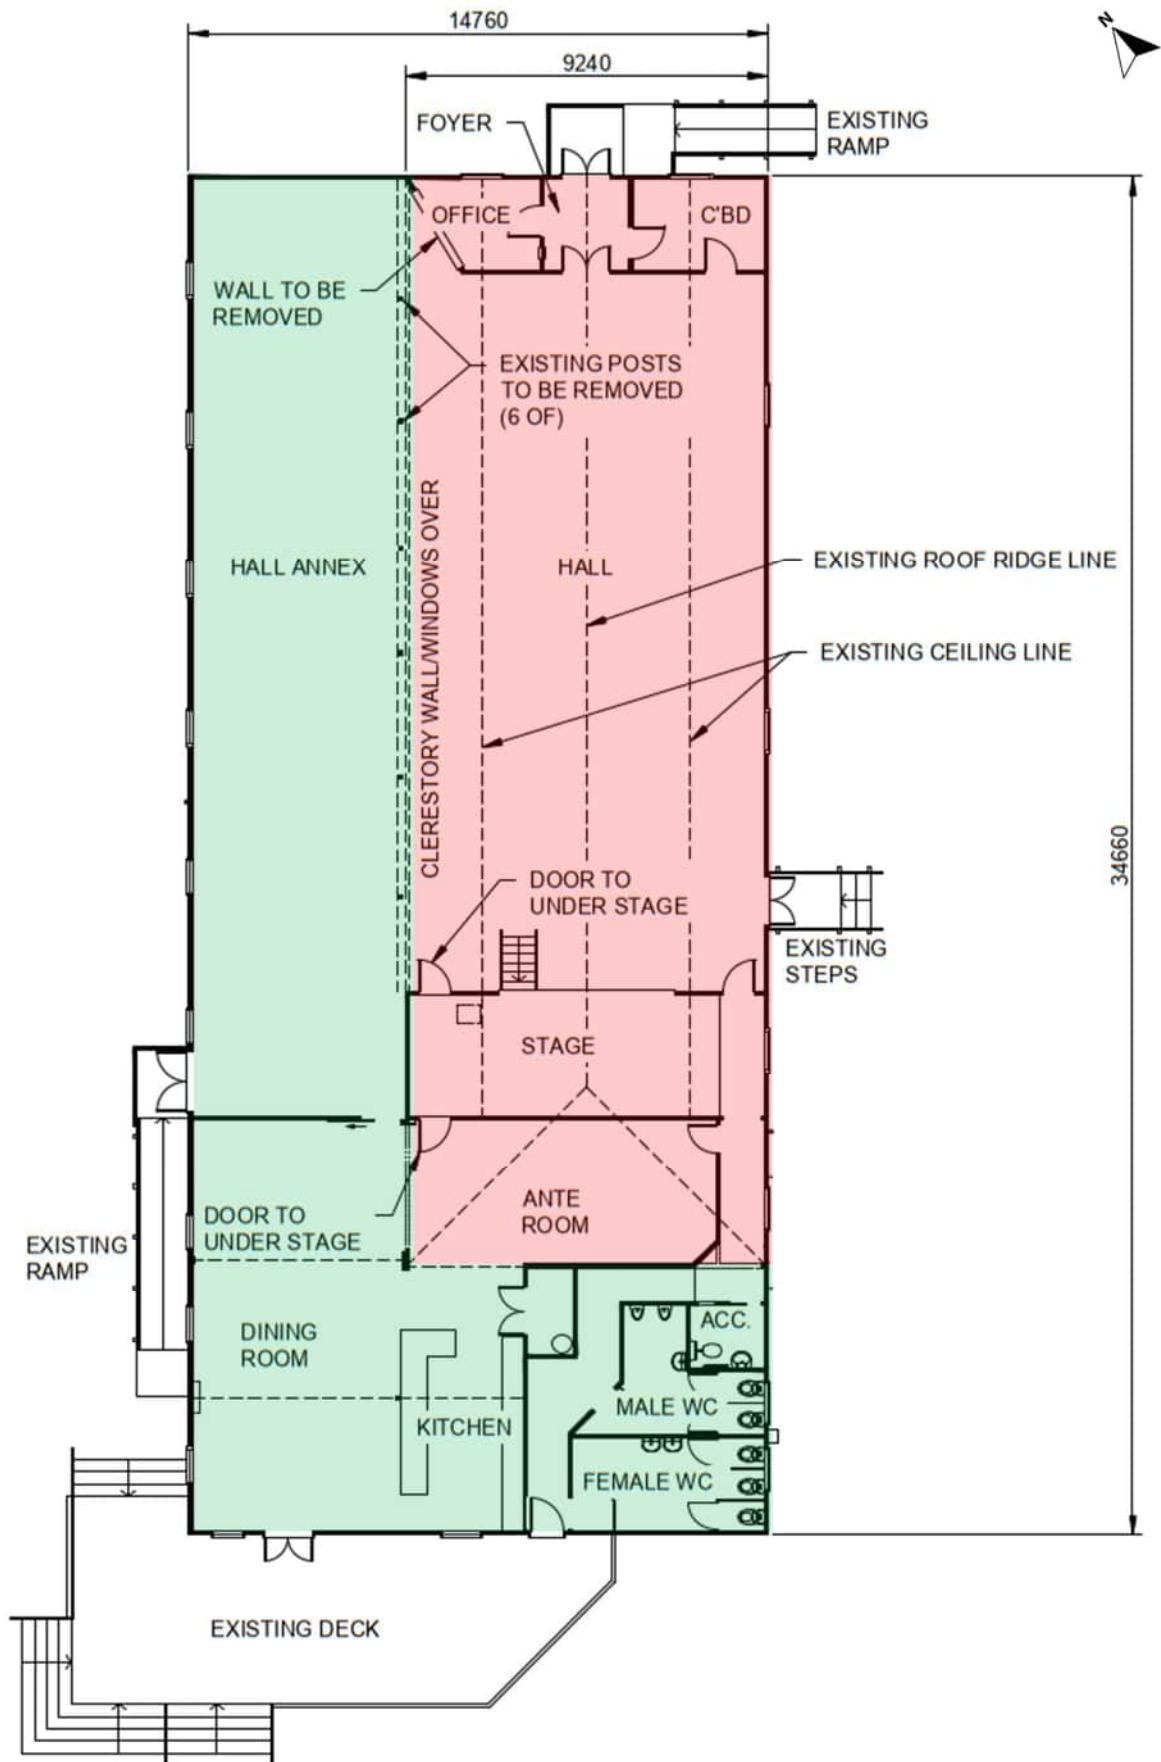 14760
N
9240
FOYER
EXISTING
RAMP
OFFICE
C'BD
WALL TO BE
REMOVED
EXISTING POSTS
TO BE REMOVED
(6 OF)
CLERESTORY WALL/WINDOWS OVER
HALL ANNEX
HALL
EXISTING ROOF RIDGE LINE
EXISTING CEILING LINE
34660
DOOR TO
UNDER STAGE
EXISTING
STEPS
STAGE
ANTE
ROOM
DOOR TO
UNDER STAGE
EXISTING
RAMP
DINING
ROOM
ACC.
MALE WC
KITCHEN
FEMALE WC
EXISTING DECK